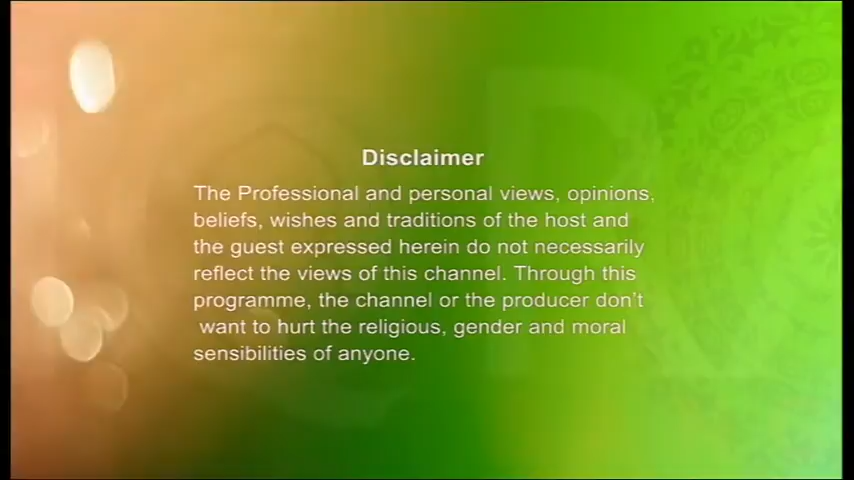 Disclaimer
The Professional and personal views, opinions,
beliefs, wishes and traditions of the host and
the guest expressed herein do not necessarily
reflect the views of this channel. Through this
programme, the channel or the producer don't
want to hurt the religious, gender and moral
sensibilities of anyone.